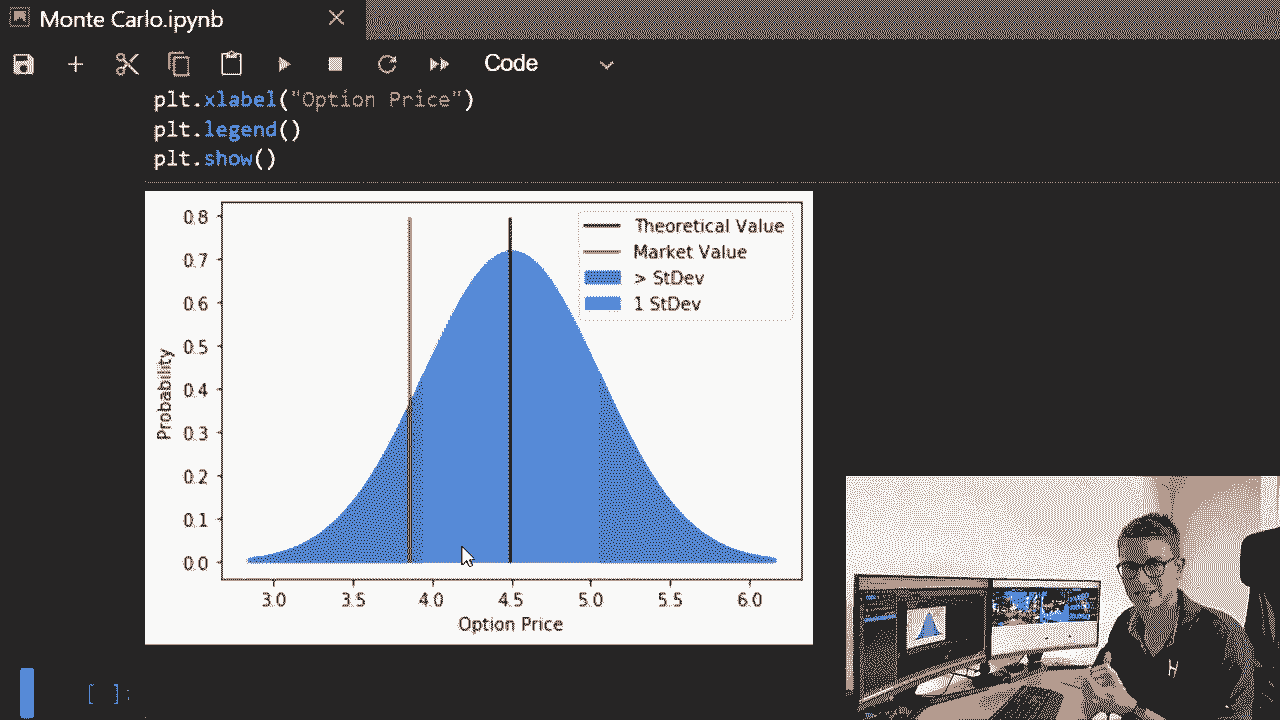 Monte Carlo.ipynb
Code
plt.xlabel("Option Price")
plt.legend()
plt.show()
0.8
0.7
0.6
0.5
0.4
0.3
0.2
0.1
0.0
Probability
Theoretical Value
Market Value
> StDev
1 StDev
3.0 3.5 4.0 4.5 5.0 5.5 6.0
Option Price
[ ]:
H